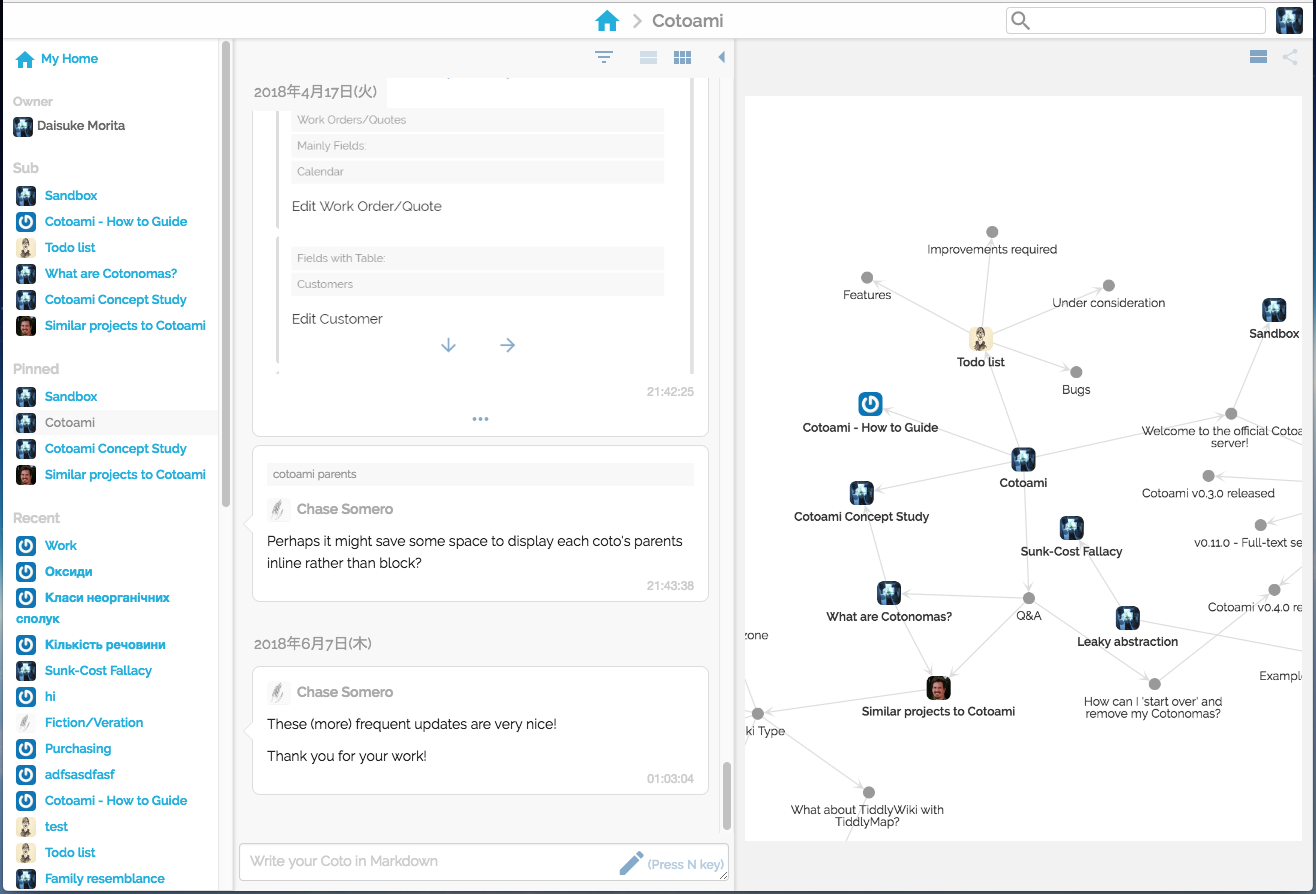 Cotoami
My Home
Owner
Daisuke Morita
Sub
Sandbox
Cotoami - How to Guide
Todo list
What are Cotonomas?
Cotoami Concept Study
Similar projects to Cotoami
Pinned
Sandbox
Cotoami
Cotoami Concept Study
Similar projects to Cotoami
Recent
Work
Оксиди
Класи неорганічних
сполук
Кількість речовини
Sunk-Cost Fallacy
hi
Fiction/Veration
Purchasing
adfsasdfasf
Cotoami - How to Guide
test
Todo list
Family resemblance
2018年4月17日(火)
Work Orders/Quotes
Mainly Fields:
Calendar
Edit Work Order/Quote
Fields with Table:
Customers
Edit Customer
21:42:25
cotoami parents
Chase Somero
Perhaps it might save some space to display each coto's parents
inline rather than block?
21:43:38
2018年6月7日(木)
Chase Somero
These (more) frequent updates are very nice!
Thank you for your work!
01:03:04
Write your Coto in Markdown
(Press N key)
Improvements required
Features
Under consideration
Sandbox
Todo list
Bugs
Cotoami - How to Guide
Welcome to the official Cotoa
server!
Cotoami
Cotoami v0.3.0 released
Cotoami Concept Study
Sunk-Cost Fallacy
v0.11.0 - Full-text se
What are Cotonomas?
Q&A
Cotoami v0.4.0 re
zone
Leaky abstraction
Exampl
Similar projects to Cotoami
How can I 'start over' and
remove my Cotonomas?
ki Type
What about TiddlyWiki with
TiddlyMap?